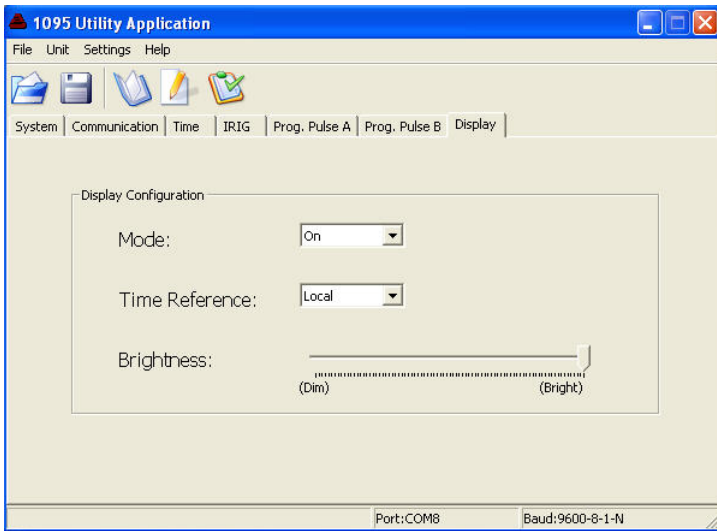 1095 Utility Application
File Unit Settings Help
System Communication Time IRIG Prog. Pulse A Prog. Pulse B Display
Display Configuration
Mode: On
Time Reference: Local
Brightness:
(Dim) (Bright)
Port:COM8 Baud:9600-8-1-N